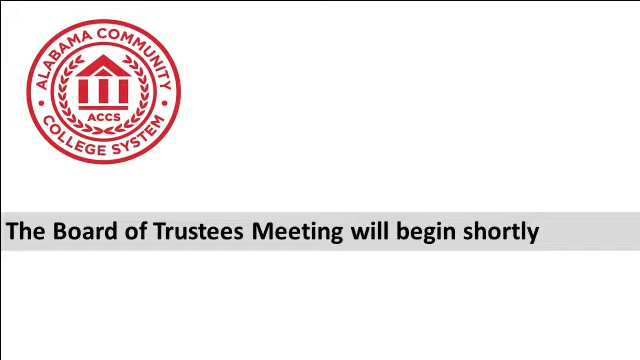 ALABAMA COMMUNITY
COLLEGE SYSTEM
ACCS
The Board of Trustees Meeting will begin shortly